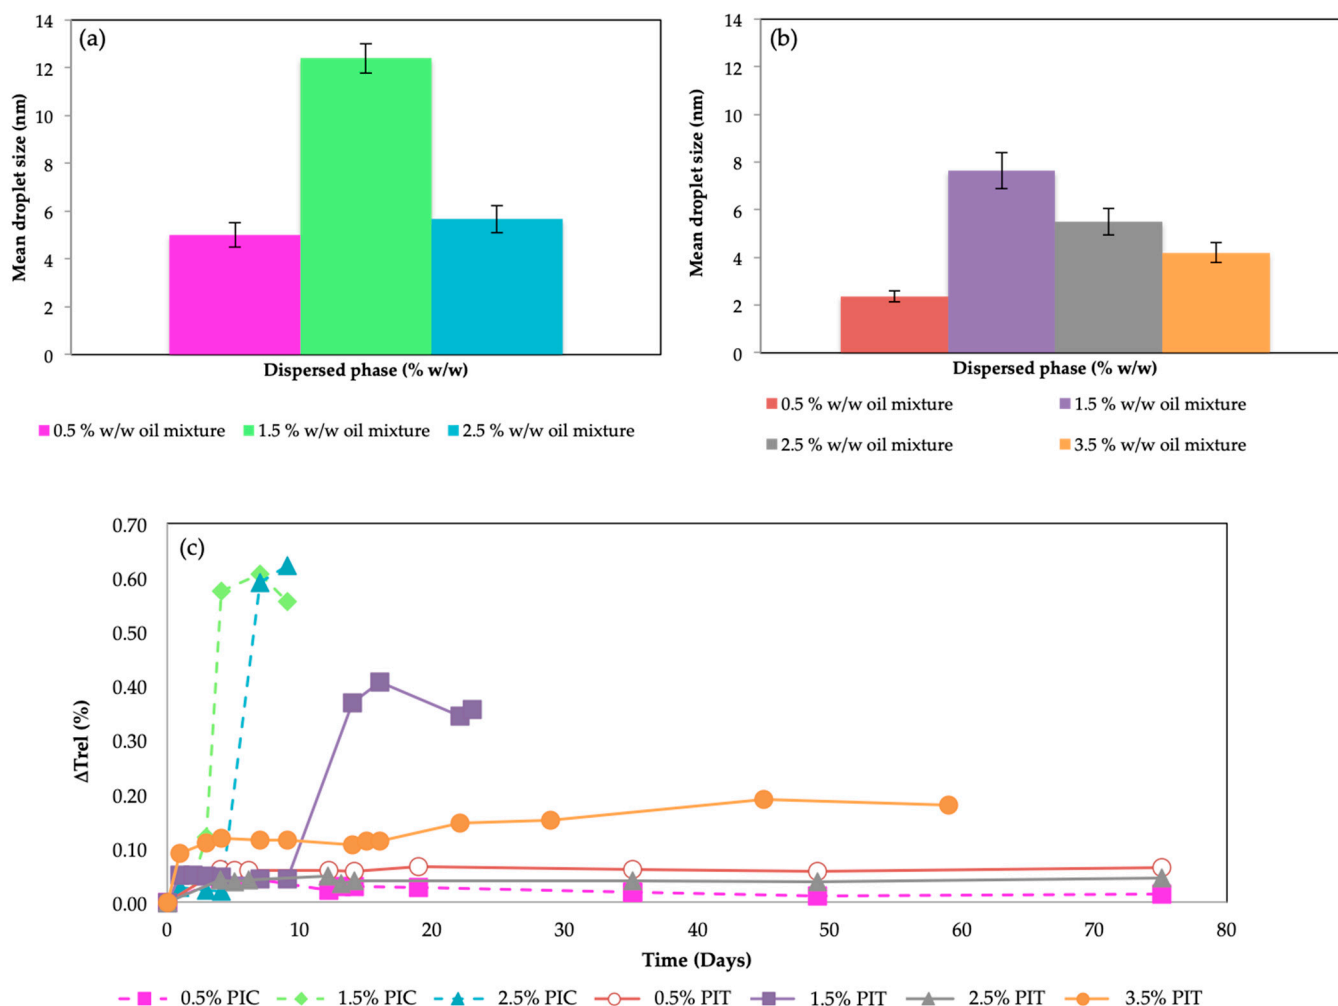 (a)
14
12
10
8
6
4
2
0
Mean droplet size (nm)
Dispersed phase (% w/w)
0.5 % w/w oil mixture 1.5 % w/w oil mixture 2.5 % w/w oil mixture
(b)
14
12
10
8
6
4
2
0
Mean droplet size (nm)
Dispersed phase (% w/w)
0.5 % w/w oil mixture 1.5 % w/w oil mixture
2.5 % w/w oil mixture 3.5 % w/w oil mixture
(c)
0.70
0.60
0.50
0.40
0.30
0.20
0.10
0.00
ΔTrel (%)
0 10 20 30 40 50 60 70 80
Time (Days)
0.5% PIC 1.5% PIC 2.5% PIC 0.5% PIT 1.5% PIT 2.5% PIT 3.5% PIT